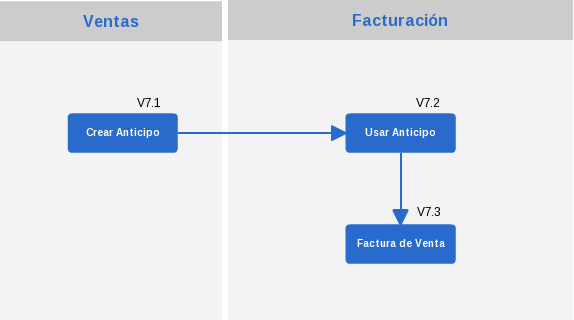 Ventas
Facturación
V7.1
Crear Anticipo
V7.2
Usar Anticipo
V7.3
Factura de Venta